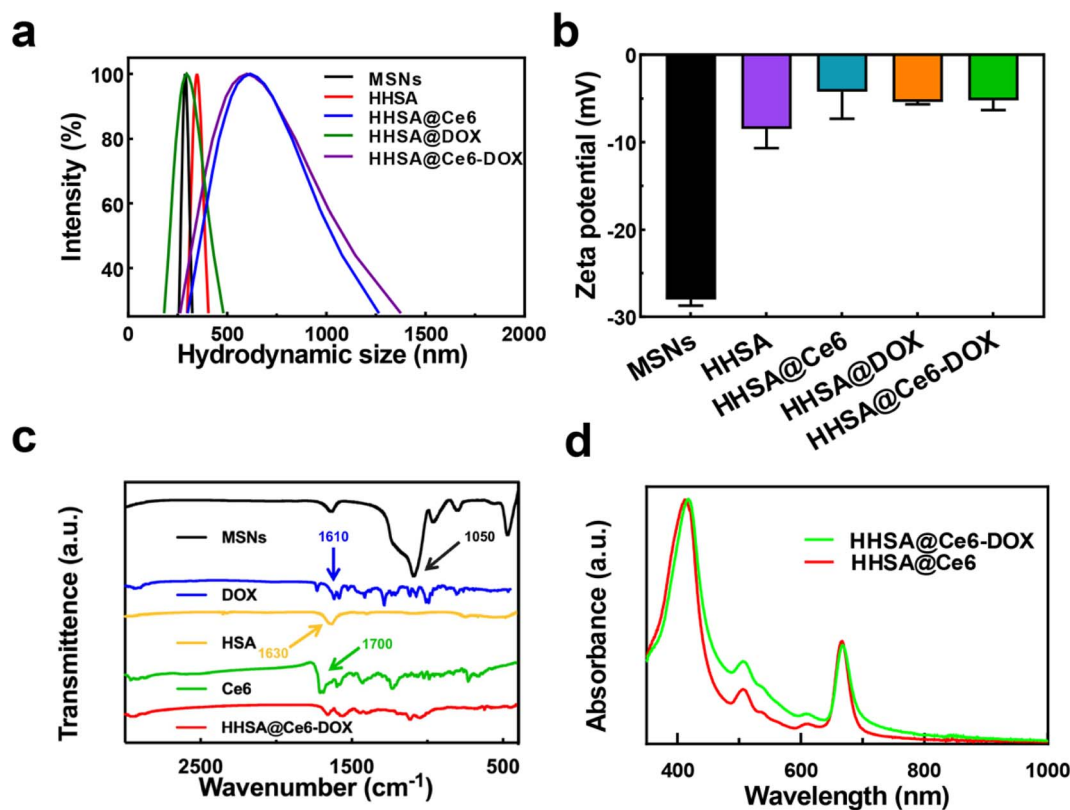 a
100
80
60
40
Intensity (%)
MSNs
HHSA
HHSA@Ce6
HHSA@DOX
HHSA@Ce6-DOX
0
500
1000
1500
2000
Hydrodynamic size (nm)
b
0
-10
-20
-30
Zeta potential (mV)
MSNs
HHSA
HHSA@Ce6
HHSA@DOX
HHSA@Ce6-DOX
c
Transmittence (a.u.)
MSNs
1610
1050
DOX
HSA
1630
1700
Ce6
HHSA@Ce6-DOX
2500
1500
500
Wavenumber (cm-1)
d
Absorbance (a.u.)
HHSA@Ce6-DOX
HHSA@Ce6
400
600
800
1000
Wavelength (nm)